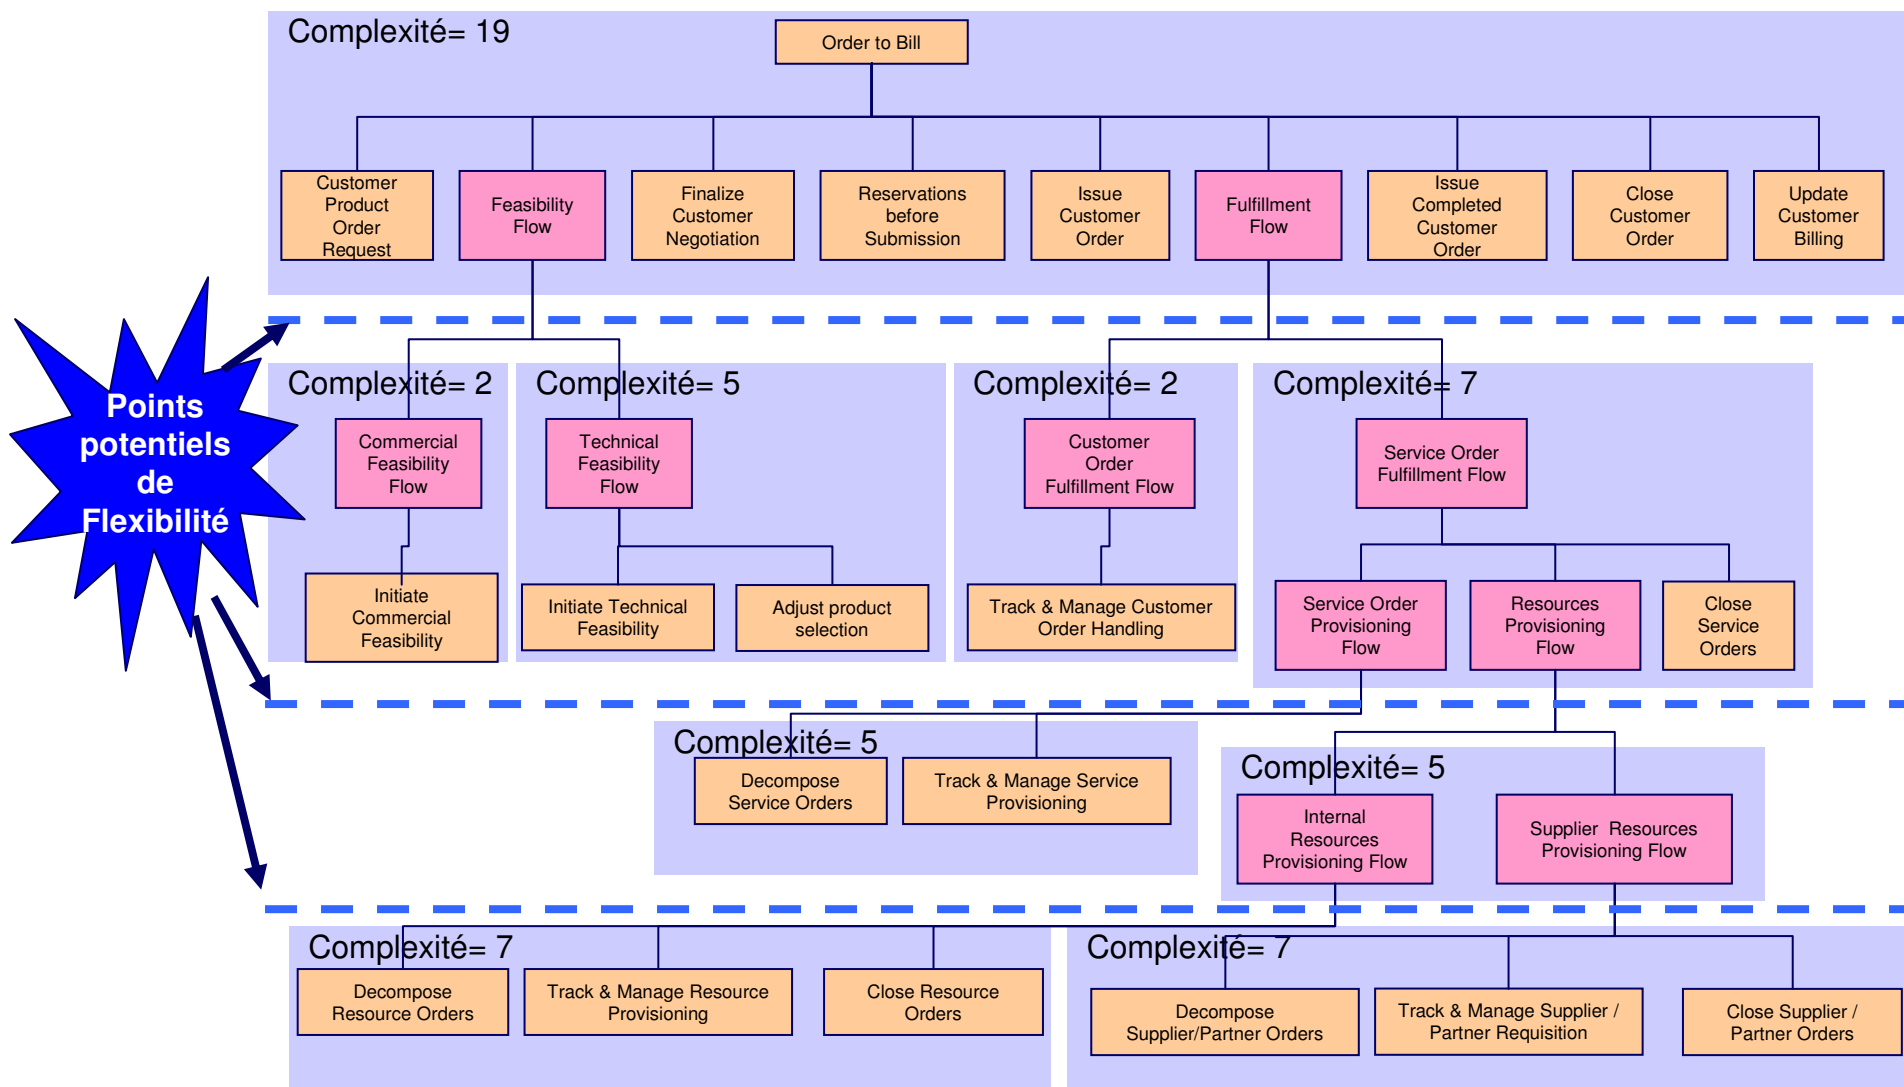 Complexité= 19
Order to Bill
Customer
Product
Order
Request
Feasibility
Flow
Finalize
Customer
Negotiation
Reservations
before
Submission
Issue
Customer
Order
Fulfillment
Flow
Issue
Completed
Customer
Order
Close
Customer
Order
Update
Customer
Billing
Points
potentiels
de
Flexibilité
Complexité= 2
Complexité= 5
Complexité= 2
Complexité= 7
Commercial
Feasibility
Flow
Technical
Feasibility
Flow
Customer
Order
Fulfillment Flow
Service Order
Fulfillment Flow
Initiate
Commercial
Feasibility
Initiate Technical
Feasibility
Adjust product
selection
Track & Manage Customer
Order Handling
Service Order
Provisioning
Flow
Resources
Provisioning
Flow
Close
Service
Orders
Complexité= 5
Decompose
Service Orders
Track & Manage Service
Provisioning
Complexité= 5
Internal
Resources
Provisioning Flow
Supplier Resources
Provisioning Flow
Complexité= 7
Decompose
Resource Orders
Track & Manage Resource
Provisioning
Close Resource
Orders
Complexité= 7
Decompose
Supplier/Partner Orders
Track & Manage Supplier /
Partner Requisition
Close Supplier /
Partner Orders